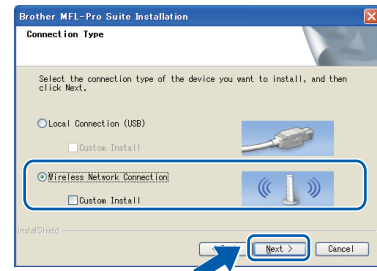 Brother MFL-Pro Suite Installation
Connection Type
Select the connection type of the device you want to install, and then
click Next.
Local Connection (USB)
Custom Install
Wireless Network Connection
Custom Install
InstallShield
Next >
Cancel